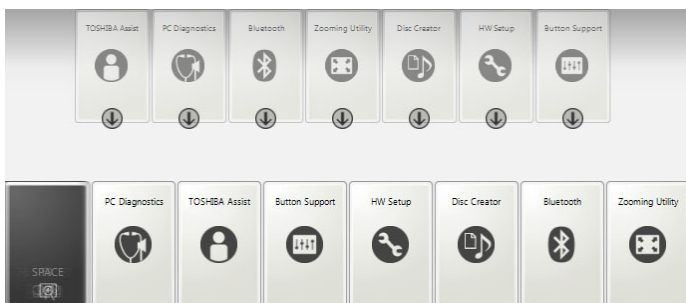 TOSHIBA Assist
PC Diagnostics
Bluetooth
Zooming Utility
Disc Creator
HW Setup
Button Support
SPACE
PC Diagnostics
TOSHIBA Assist
Button Support
HW Setup
Disc Creator
Bluetooth
Zooming Utility